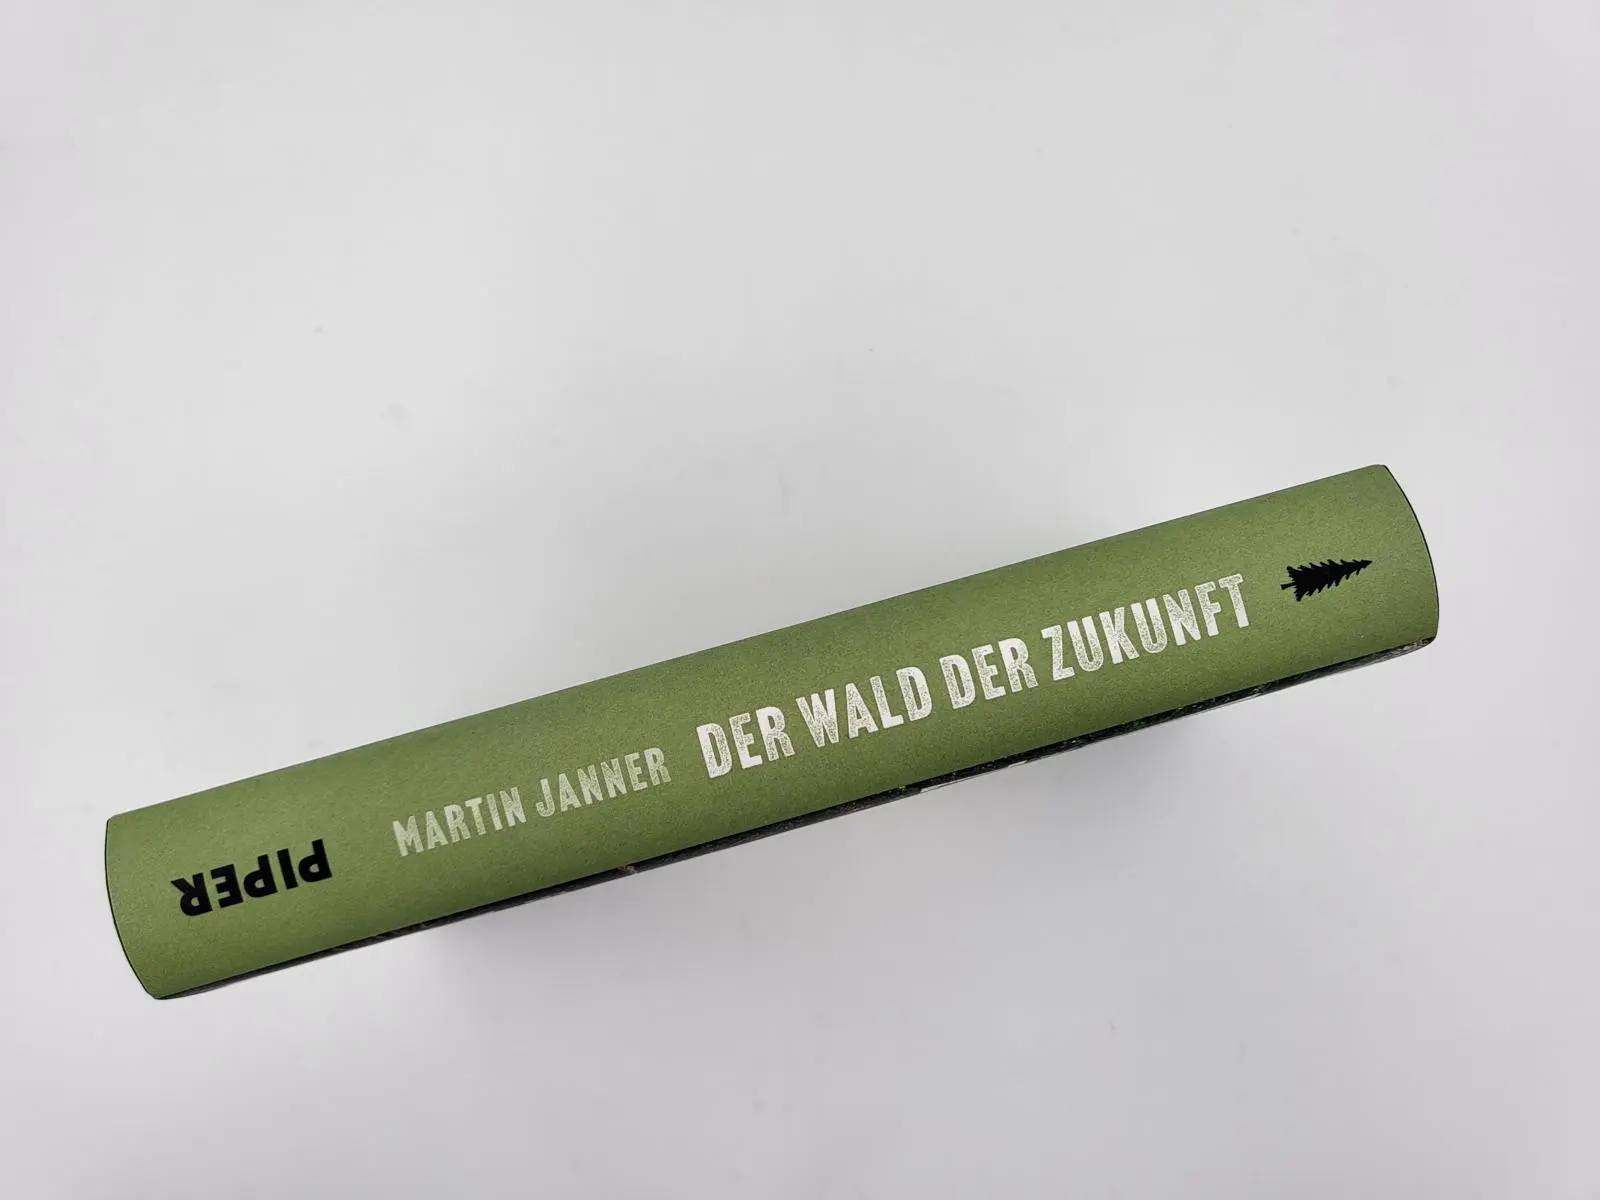 PIPER
MARTIN JANNER DER WALD DER ZUKUNFT